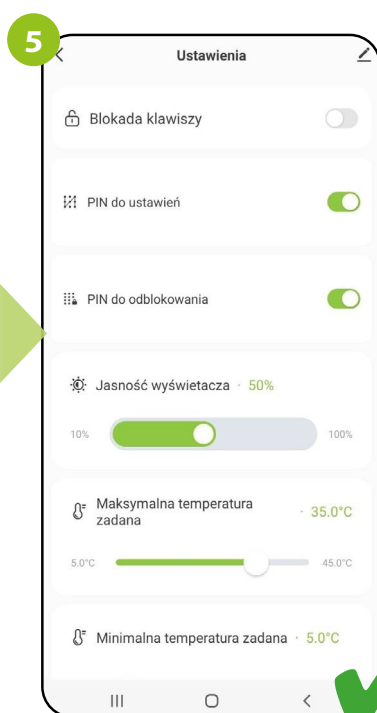 5
Ustawienia
Blokada klawiszy
PIN do ustawień
PIN do odblokowania
Jasność wyświetacza · 50%
10% 100%
Maksymalna temperatura
zadana · 35.0°C
5.0°C 45.0°C
Minimalna temperatura zadana · 5.0°C